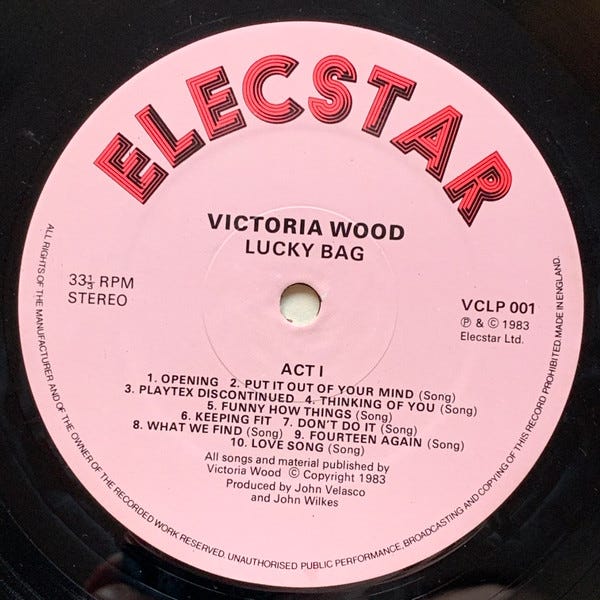 ELECSTAR
VICTORIA WOOD
LUCKY BAG
33⅓ RPM
STEREO
VCLP 001
Ⓟ & © 1983
Elecstar Ltd.
ACT I
1. OPENING 2. PUT IT OUT OF YOUR MIND (Song)
3. PLAYTEX DISCONTINUED 4. THINKING OF YOU (Song)
5. FUNNY HOW THINGS (Song)
6. KEEPING FIT 7. DON'T DO IT (Song)
8. WHAT WE FIND (Song) 9. FOURTEEN AGAIN (Song)
10. LOVE SONG (Song)
All songs and material published by
Victoria Wood © Copyright 1983
Produced by John Velasco
and John Wilkes
ALL RIGHTS OF THE MANUFACTURER AND OF THE OWNER OF THE RECORDED WORK RESERVED. UNAUTHORISED PUBLIC PERFORMANCE, BROADCASTING AND COPYING OF THIS RECORD PROHIBITED. MADE IN ENGLAND.